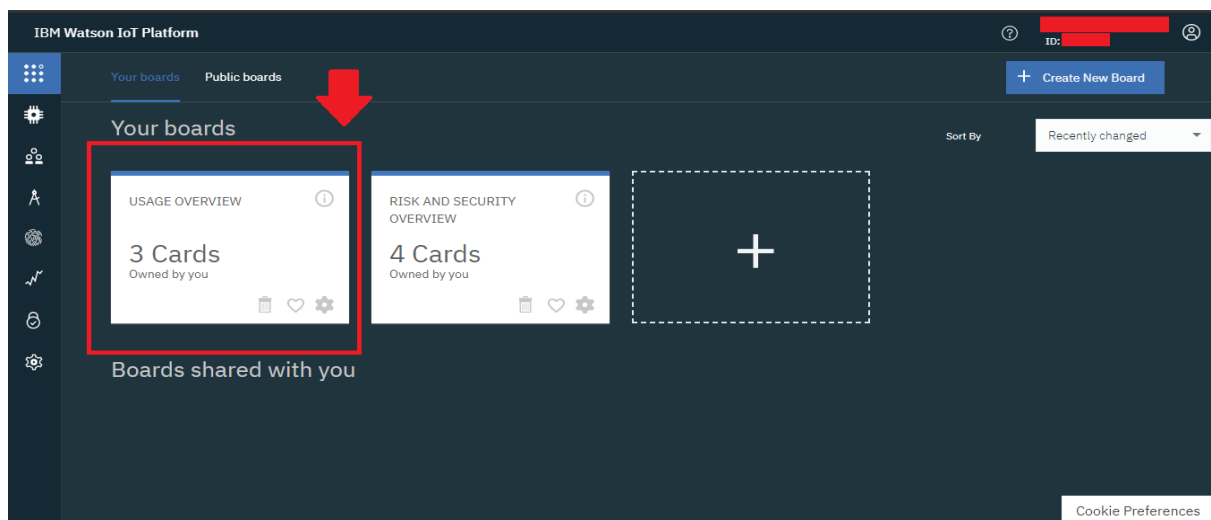 IBM Watson IoT Platform
ID:
Your boards
Public boards
Create New Board
Your boards
Sort By
Recently changed
USAGE OVERVIEW
3 Cards
Owned by you
RISK AND SECURITY
OVERVIEW
4 Cards
Owned by you
Boards shared with you
Cookie Preferences